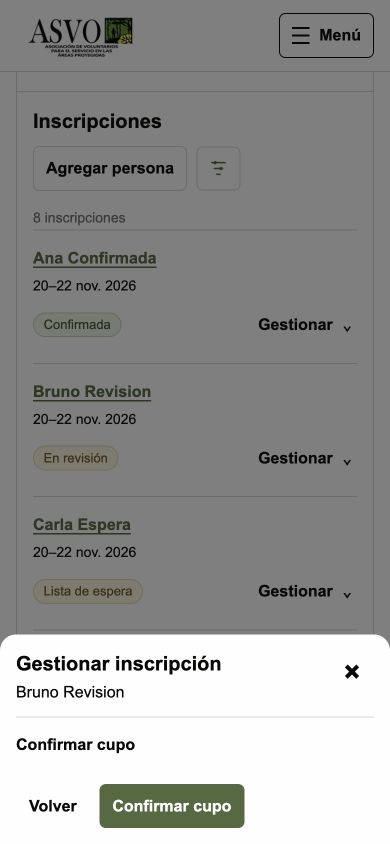 ASVO
ASOCIACIÓN DE VOLUNTARIOS
PARA EL SERVICIO EN LAS
ÁREAS PROTEGIDAS
Menú
Inscripciones
Agregar persona
8 inscripciones
Ana Confirmada
20–22 nov. 2026
Confirmada
Gestionar
Bruno Revision
20–22 nov. 2026
En revisión
Gestionar
Carla Espera
20–22 nov. 2026
Lista de espera
Gestionar
Gestionar inscripción
Bruno Revision
Confirmar cupo
Volver
Confirmar cupo